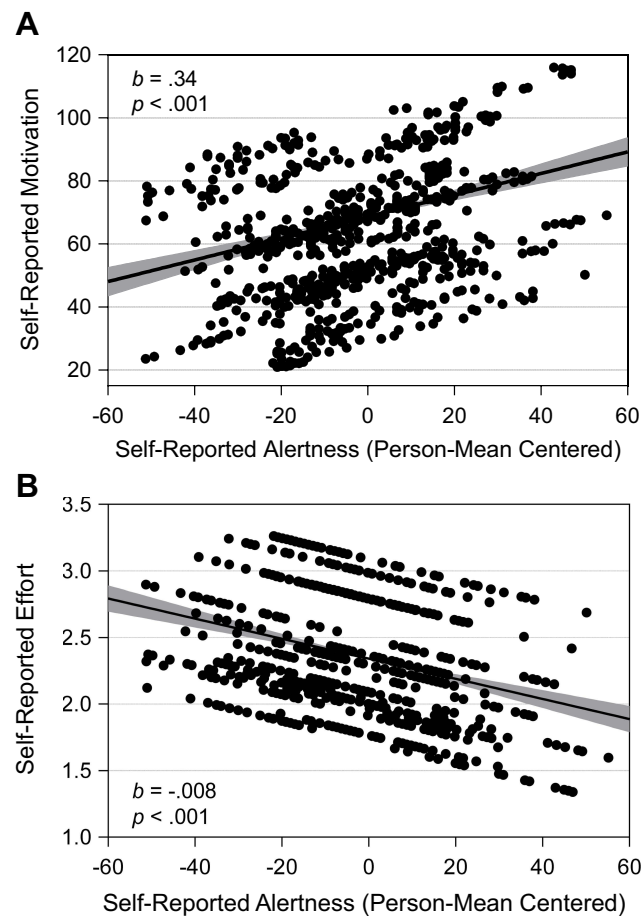 A
b = .34
p < .001
120
100
80
60
40
20
Self-Reported Motivation
-60 -40 -20 0 20 40 60
Self-Reported Alertness (Person-Mean Centered)
B
3.5
3.0
2.5
2.0
1.5
1.0
Self-Reported Effort
b = -.008
p < .001
-60 -40 -20 0 20 40 60
Self-Reported Alertness (Person-Mean Centered)